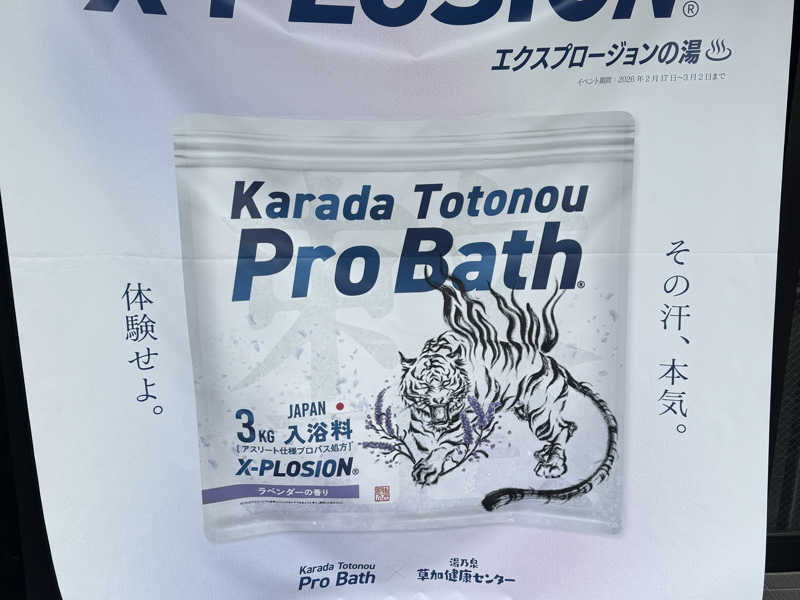 X-PLOSION®
エクスプロージョンの湯♨
イベント期間:2026年2月17日~3月2日まで
Karada Totonou
Pro Bath®
その汗、本気。
体験せよ。
JAPAN
3KG 入浴料
[アスリート仕様プロバス処方]
X-PLOSION®
ラベンダーの香り
Karada Totonou
Pro Bath
×
湯乃泉
草加健康センター